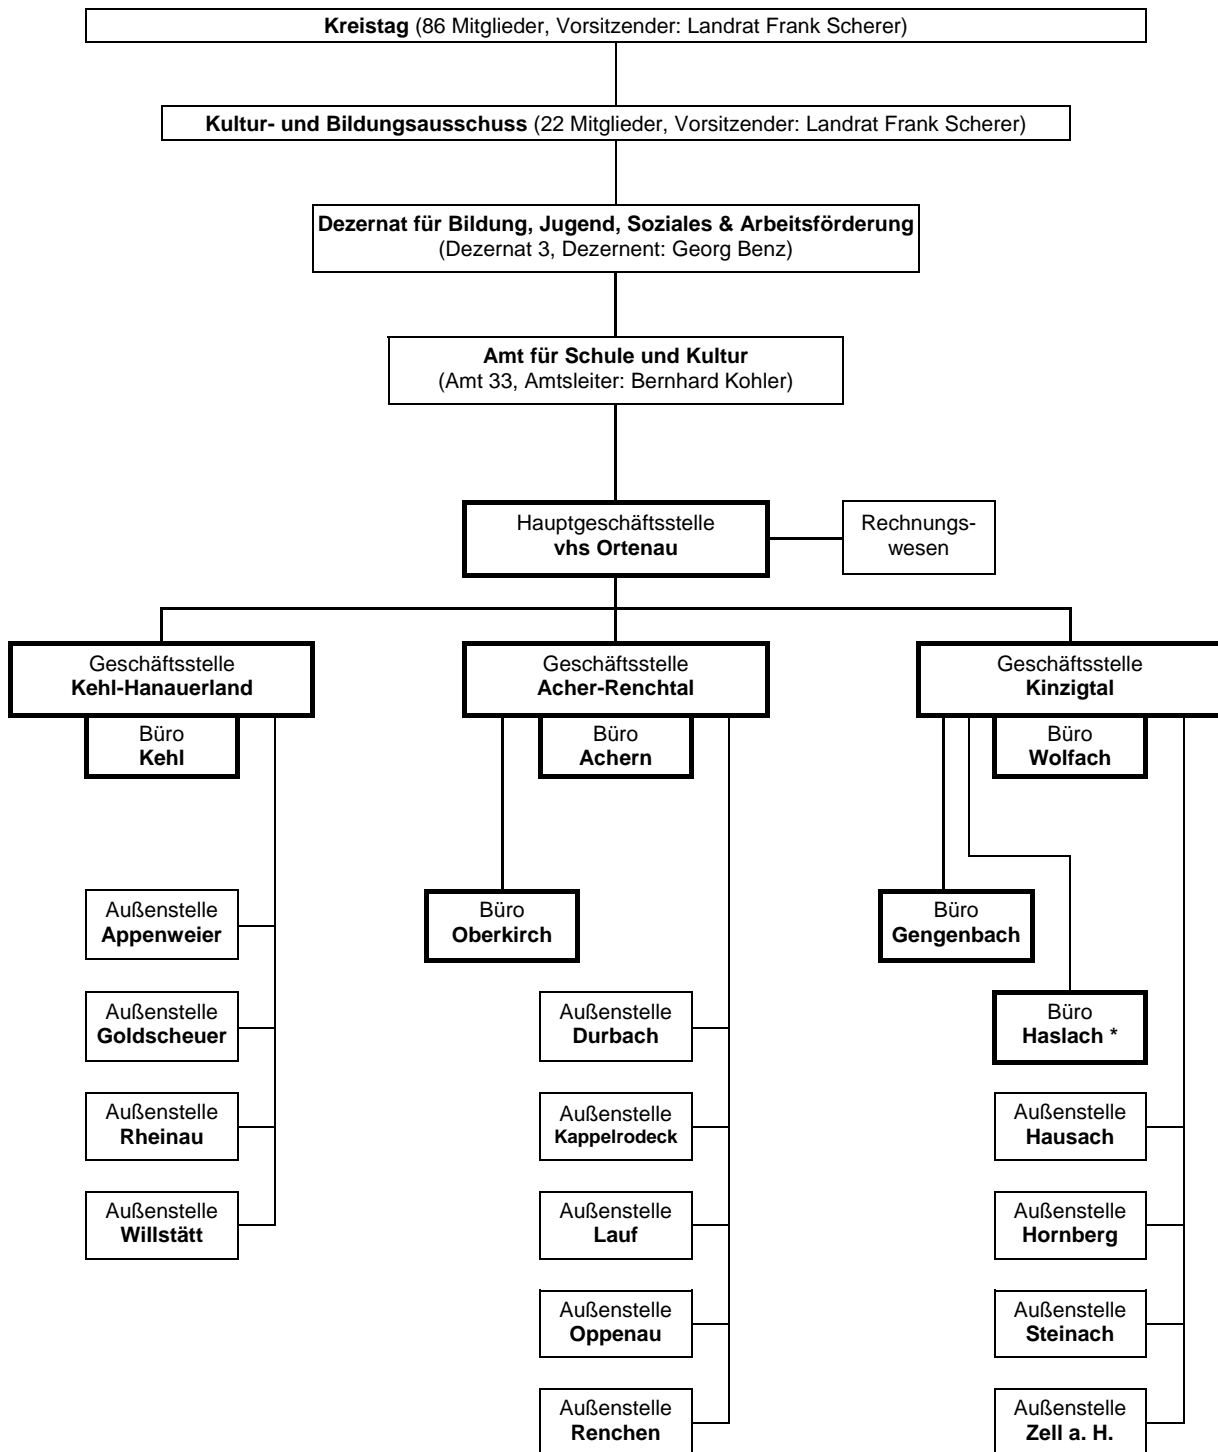 Kreistag (86 Mitglieder, Vorsitzender: Landrat Frank Scherer)
Kultur- und Bildungsausschuss (22 Mitglieder, Vorsitzender: Landrat Frank Scherer)
Dezernat für Bildung, Jugend, Soziales & Arbeitsförderung
(Dezernat 3, Dezernent: Georg Benz)
Amt für Schule und Kultur
(Amt 33, Amtsleiter: Bernhard Kohler)
Hauptgeschäftsstelle
vhs Ortenau
Rechnungs-
wesen
Geschäftsstelle
Kehl-Hanauerland
Büro
Kehl
Außenstelle
Appenweier
Außenstelle
Goldscheuer
Außenstelle
Rheinau
Außenstelle
Willstätt
Geschäftsstelle
Acher-Renchtal
Büro
Achern
Büro
Oberkirch
Außenstelle
Durbach
Außenstelle
Kappelrodeck
Außenstelle
Lauf
Außenstelle
Oppenau
Außenstelle
Renchen
Geschäftsstelle
Kinzigtal
Büro
Wolfach
Büro
Gengenbach
Büro
Haslach *
Außenstelle
Hausach
Außenstelle
Hornberg
Außenstelle
Steinach
Außenstelle
Zell a. H.